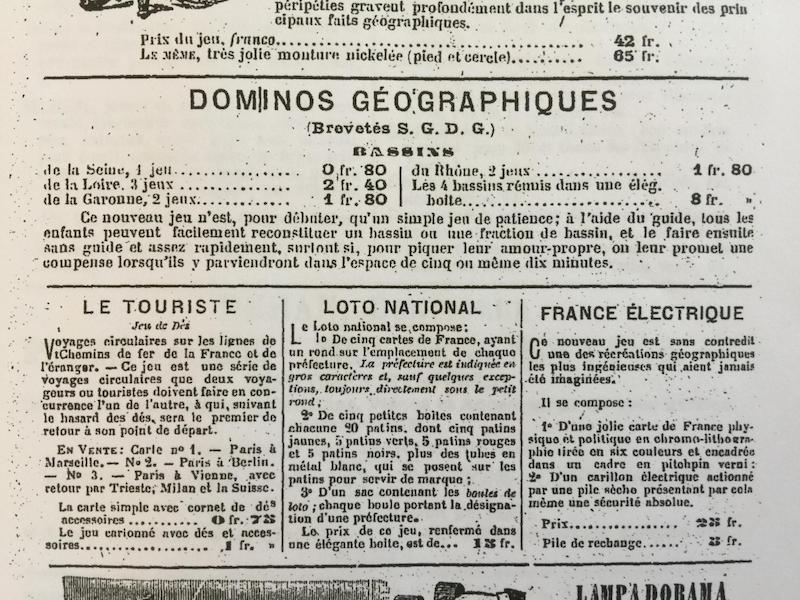 péripéties gravent profondément dans l'esprit le souvenir des prin
cipaux faits géographiques.
Prix du jeu, franco.................... 42 fr.
LE MÊME, très jolie monture nickelée (pied et cercle)........... 65 fr.
DOMINOS GÉOGRAPHIQUES
(Brevetés S. G. D. G.)
BASSINS
de la Seine, 1 jeu.............. 0 fr. 80
de la Loire, 3 jeux ............. 2 fr. 40
de la Garonne, 2 jeux........... 1 fr. 80
du Rhône, 2 jeux........... 1 fr. 80
Les 4 bassins réunis dans une élég.
boîte.................... 8 fr. »
Ce nouveau jeu n'est, pour débuter, qu'un simple jeu de patience; à l'aide du guide, tous les
enfants peuvent facilement reconstituer un bassin ou une fraction de bassin, et le faire ensuite
sans guide et assez rapidement, surtout si, pour piquer leur amour-propre, on leur promet une
compense lorsqu'ils y parviendront dans l'espace de cinq ou même dix minutes.
LE TOURISTE
Jeu de Dés
Voyages circulaires sur les lignes de
Chemins de fer de la France et de
l'étranger. — Ce jeu est une série de
voyages circulaires que deux voya-
geurs ou touristes doivent faire en con-
currence l'un de l'autre, à qui, suivant
le hasard des dés, sera le premier de
retour à son point de départ.
EN VENTE: Carte nº 1. — Paris à
Marseille. — Nº 2. — Paris à Berlin.
— Nº 3. — Paris à Vienne, avec
retour par Trieste, Milan et la Suisse.
La carte simple avec cornet de dés
accessoires .......... 0 fr. 75
Le jeu carionné avec dés et acces-
soires.................. 1 fr. »
LOTO NATIONAL
Le Loto national se compose:
1º De cinq cartes de France, ayant
un rond sur l'emplacement de chaque
préfecture. La préfecture est indiquée en
gros caractères et, sauf quelques excep-
tions, toujours directement sous le petit
rond;
2º De cinq petites boîtes contenant
chacune 20 patins, dont cinq patins
jaunes, 5 patins verts, 5 patins rouges
et 5 patins noirs, plus des tubes en
métal blanc, qui se posent sur les
patins pour servir de marque;
3º D'un sac contenant les boules de
loto; chaque boule portant la désigna-
tion d'une préfecture.
Le prix de ce jeu, renfermé dans
une élégante boîte, est de... 15 fr.
FRANCE ÉLECTRIQUE
Ce nouveau jeu est sans contredit
une des récréations géographiques
les plus ingénieuses qui aient jamais
été imaginées.
Il se compose:
1º D'une jolie carte de France phy-
sique et politique en chromo-lithogra-
phie tirée en six couleurs et encadrée
dans un cadre en pitchpin verni:
2º D'un carillon électrique actionné
par une pile sèche présentant par cela
même une sécurité absolue.
Prix.............. 25 fr.
Pile de rechange...... 5 fr.
LAMPADORAMA